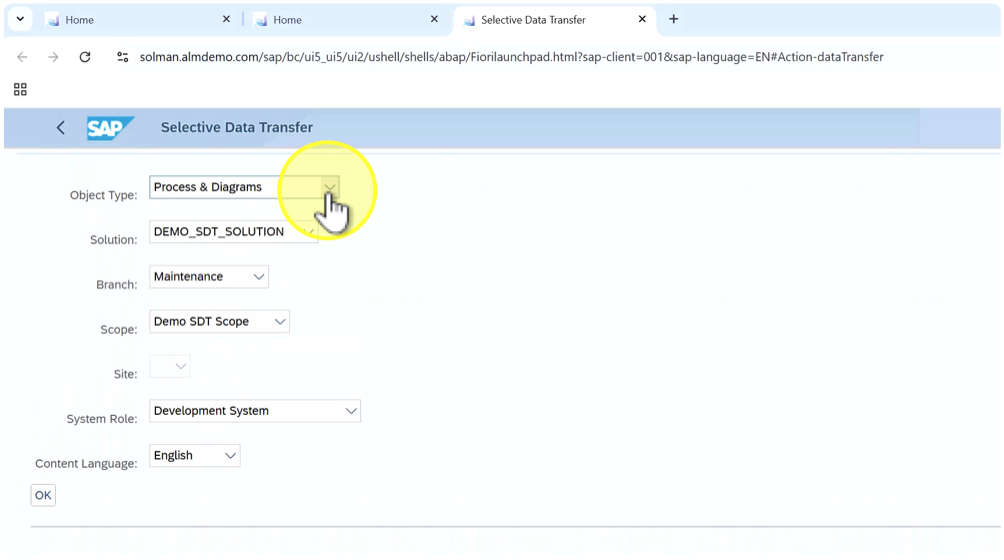 Home
Home
Selective Data Transfer
solman.almdemo.com/sap/bc/ui5_ui5/ui2/ushell/shells/abap/Fiorilaunchpad.html?sap-client=001&sap-language=EN#Action-dataTransfer
SAP Selective Data Transfer
Object Type: Process & Diagrams
Solution: DEMO_SDT_SOLUTION
Branch: Maintenance
Scope: Demo SDT Scope
Site:
System Role: Development System
Content Language: English
OK